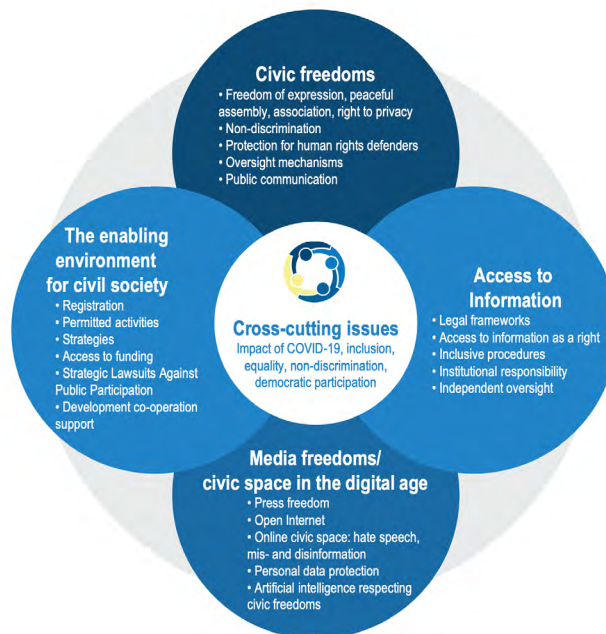 Civic freedoms
• Freedom of expression, peaceful
assembly, association, right to privacy
• Non-discrimination
• Protection for human rights defenders
• Oversight mechanisms
• Public communication
The enabling
environment
for civil society
• Registration
• Permitted activities
• Strategies
• Access to funding
• Strategic Lawsuits Against
Public Participation
• Development co-operation
support
Cross-cutting issues
Impact of COVID-19, inclusion,
equality, non-discrimination,
democratic participation
Access to
Information
• Legal frameworks
• Access to information as a right
• Inclusive procedures
• Institutional responsibility
• Independent oversight
Media freedoms/
civic space in the digital age
• Press freedom
• Open Internet
• Online civic space: hate speech,
mis- and disinformation
• Personal data protection
• Artificial intelligence respecting
civic freedoms